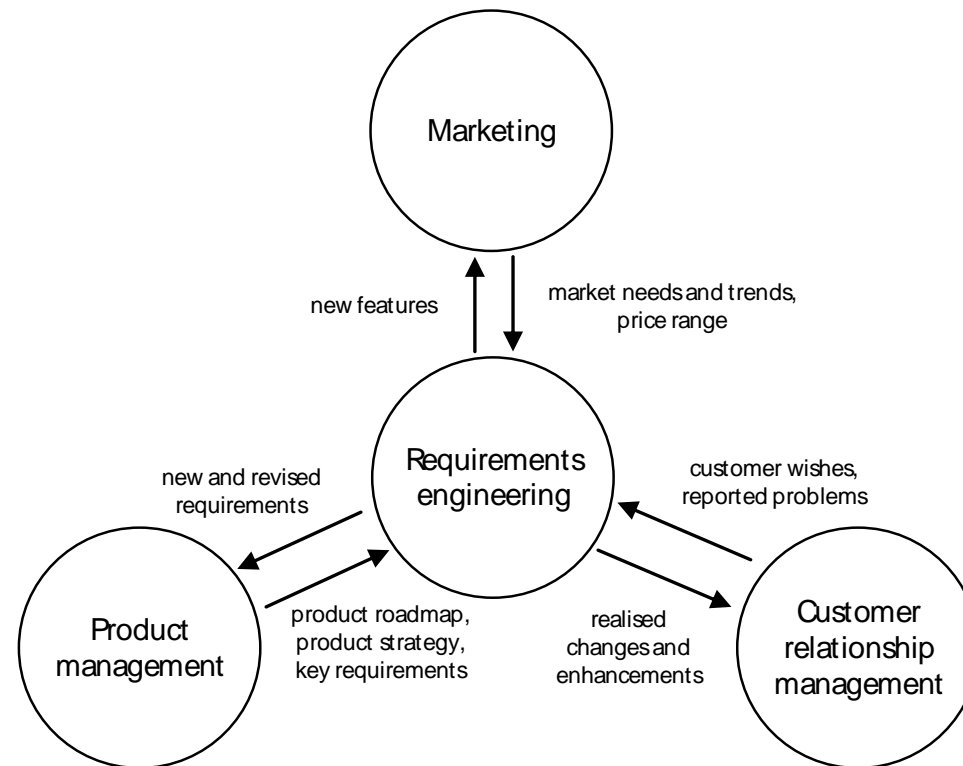 Marketing
new features
market needs and trends,
price range
Requirements
engineering
new and revised
requirements
customer wishes,
reported problems
Product
management
product roadmap,
product strategy,
key requirements
realised
changes and
enhancements
Customer
relationship
management